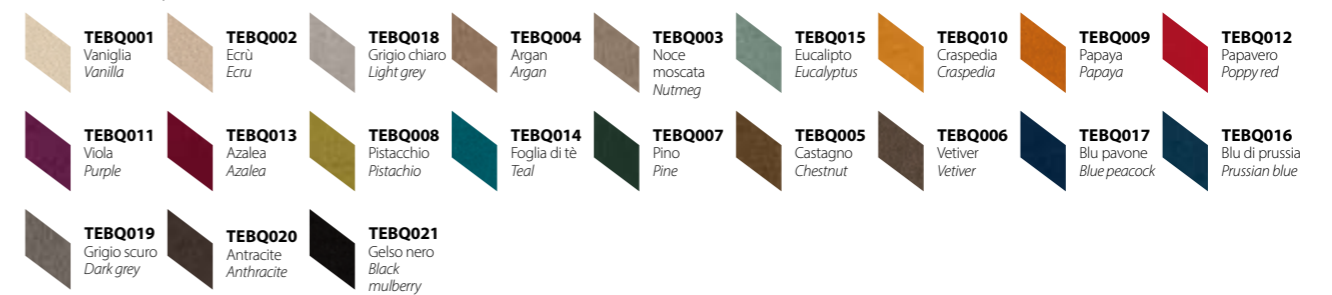 TEBQ001
Vaniglia
Vanilla
TEBQ002
Ecrù
Ecru
TEBQ018
Grigio chiaro
Light grey
TEBQ004
Argan
Argan
TEBQ003
Noce
moscata
Nutmeg
TEBQ015
Eucalipto
Eucalyptus
TEBQ010
Craspedia
Craspedia
TEBQ009
Papaya
Papaya
TEBQ012
Papavero
Poppy red
TEBQ011
Viola
Purple
TEBQ013
Azalea
Azalea
TEBQ008
Pistacchio
Pistachio
TEBQ014
Foglia di tè
Teal
TEBQ007
Pino
Pine
TEBQ005
Castagno
Chestnut
TEBQ006
Vetiver
Vetiver
TEBQ017
Blu pavone
Blue peacock
TEBQ016
Blu di prussia
Prussian blue
TEBQ019
Grigio scuro
Dark grey
TEBQ020
Antracite
Anthracite
TEBQ021
Gelso nero
Black
mulberry